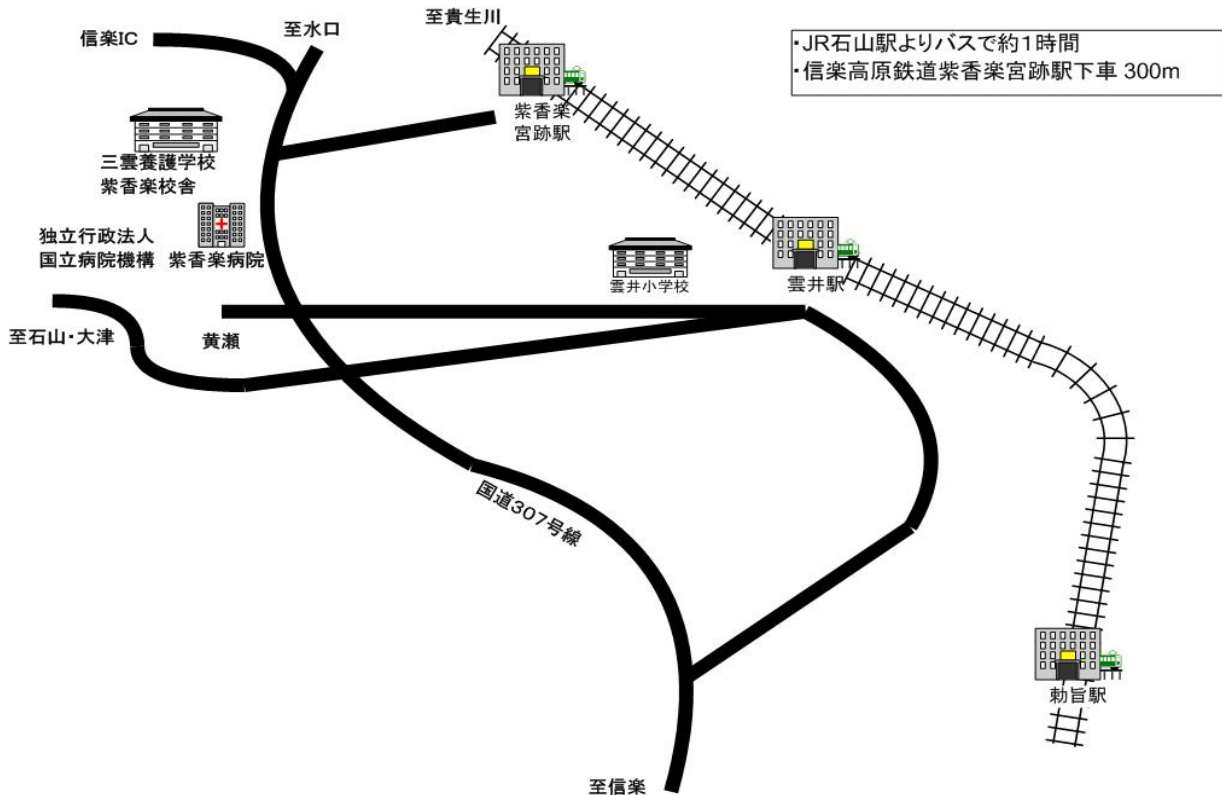 至貴生川
至水口
信楽IC
・JR石山駅よりバスで約1時間
・信楽高原鉄道紫香楽宮跡駅下車 300m
紫香楽
宮跡駅
三雲養護学校
紫香楽校舎
独立行政法人
国立病院機構
紫香楽病院
雲井小学校
雲井駅
至石山・大津
黄瀬
国道307号線
勅旨駅
至信楽